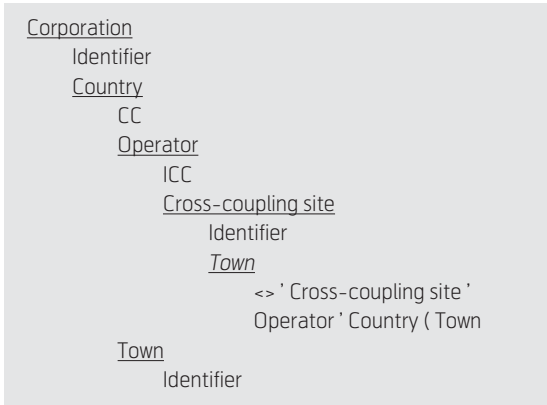 Corporation
Identifier
Country
CC
Operator
ICC
Cross-coupling site
Identifier
Town
<> ’ Cross-coupling site ’
Operator ’ Country ( Town
Town
Identifier